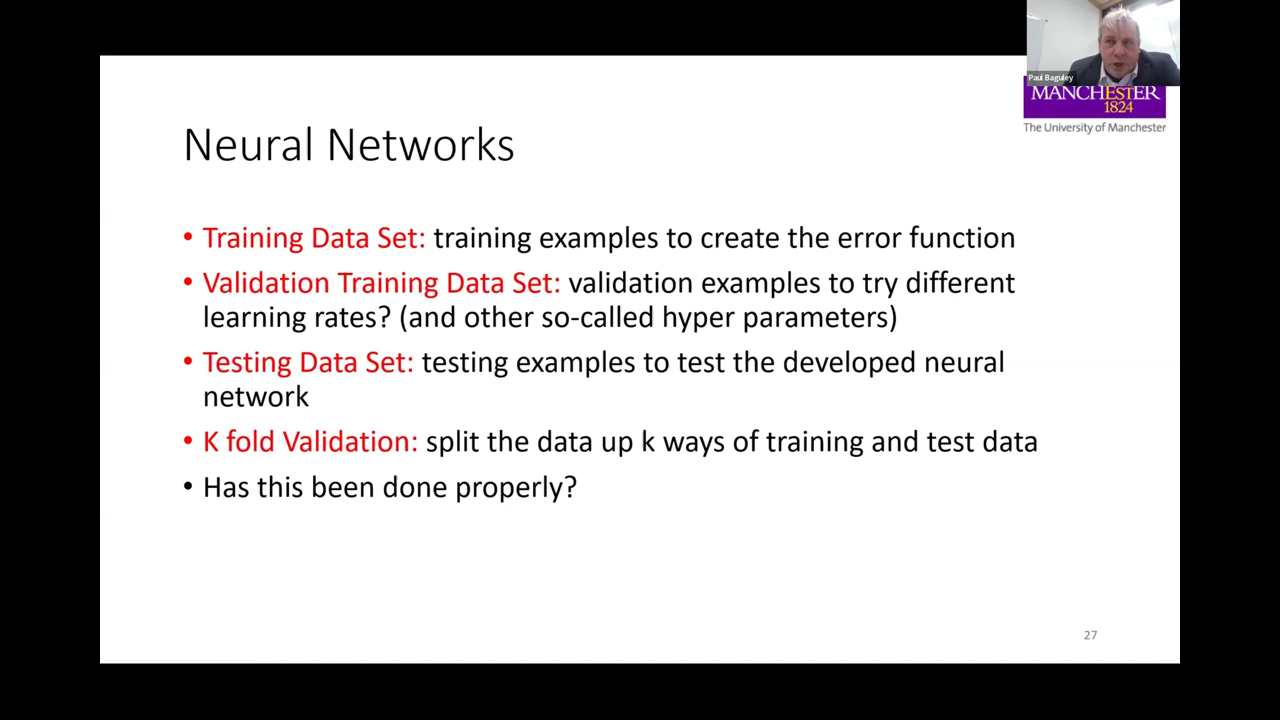 Paul Baguley
MANCHESTER
1824
The University of Manchester
Neural Networks
• Training Data Set: training examples to create the error function
• Validation Training Data Set: validation examples to try different
learning rates? (and other so-called hyper parameters)
• Testing Data Set: testing examples to test the developed neural
network
• K fold Validation: split the data up k ways of training and test data
• Has this been done properly?
27